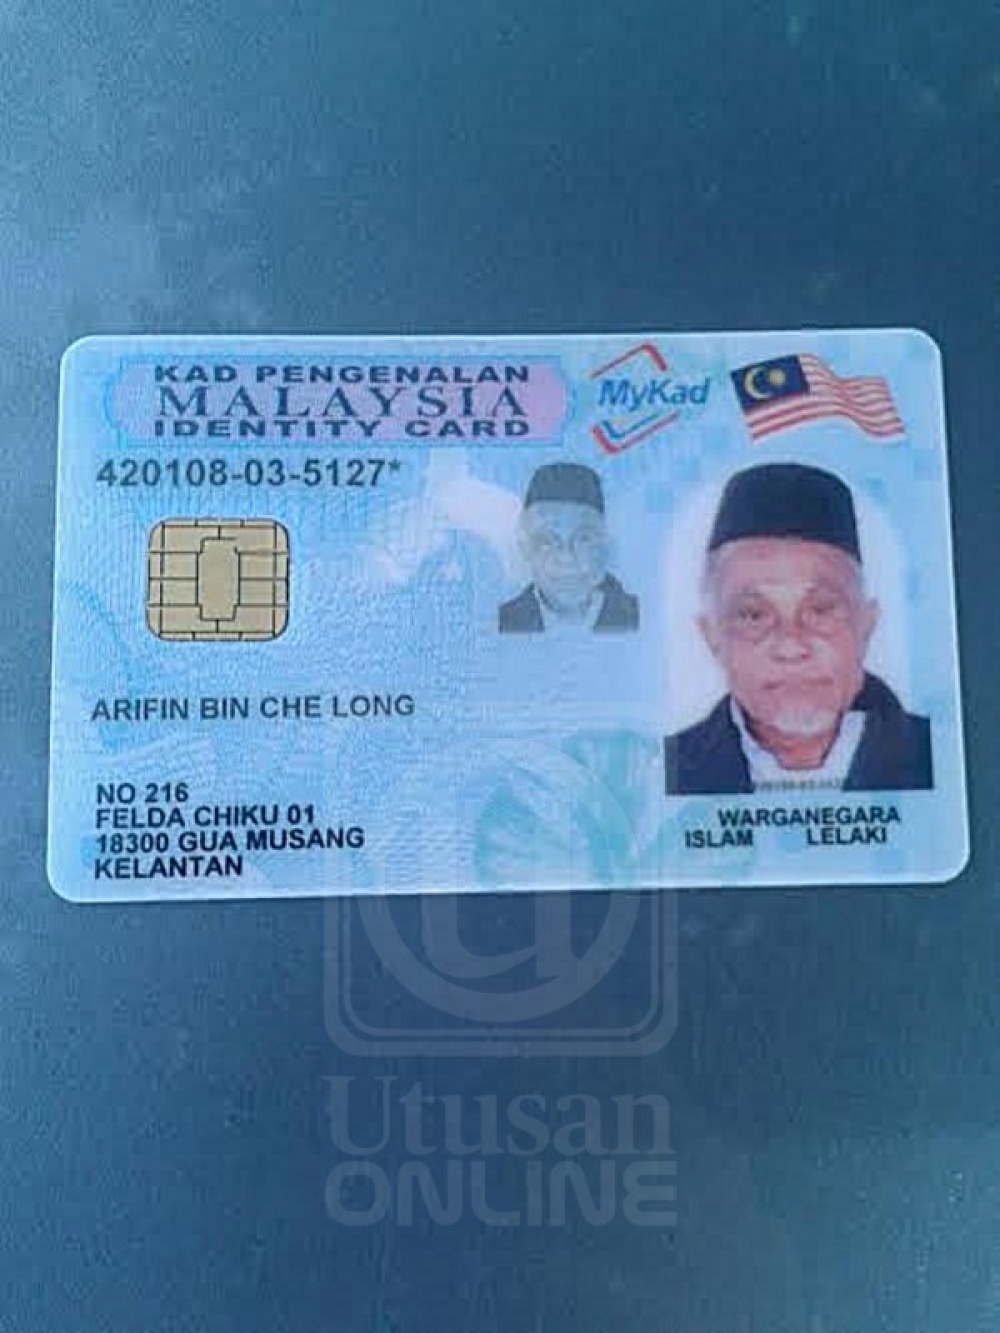 KAD PENGENALAN
MALAYSIA
IDENTITY CARD
MyKad
420108-03-5127*
ARIFIN BIN CHE LONG
NO 216
FELDA CHIKU 01
18300 GUA MUSANG
KELANTAN
WARGANEGARA
ISLAM LELAKI
Utusan
ONLINE